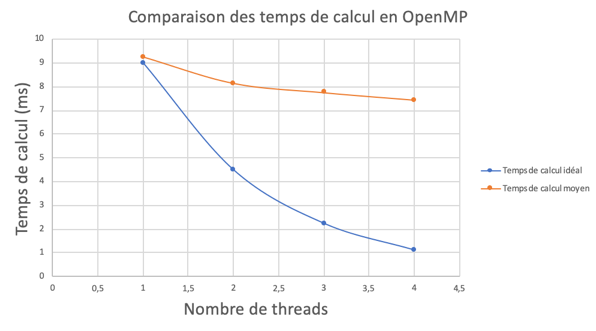 Comparaison des temps de calcul en OpenMP
10
9
8
7
6
5
4
3
2
1
0
Temps de calcul (ms)
0 0,5 1 1,5 2 2,5 3 3,5 4 4,5
Nombre de threads
Temps de calcul idéal
Temps de calcul moyen